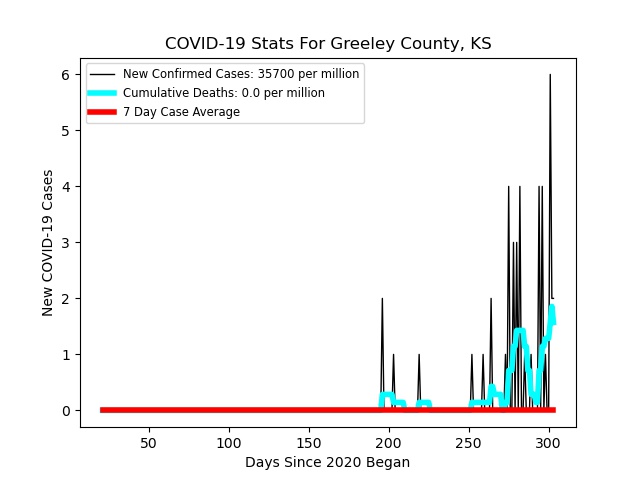 COVID-19 Stats For Greeley County, KS
New Confirmed Cases: 35700 per million
Cumulative Deaths: 0.0 per million
7 Day Case Average
New COVID-19 Cases
6
5
4
3
2
1
0
50 100 150 200 250 300
Days Since 2020 Began